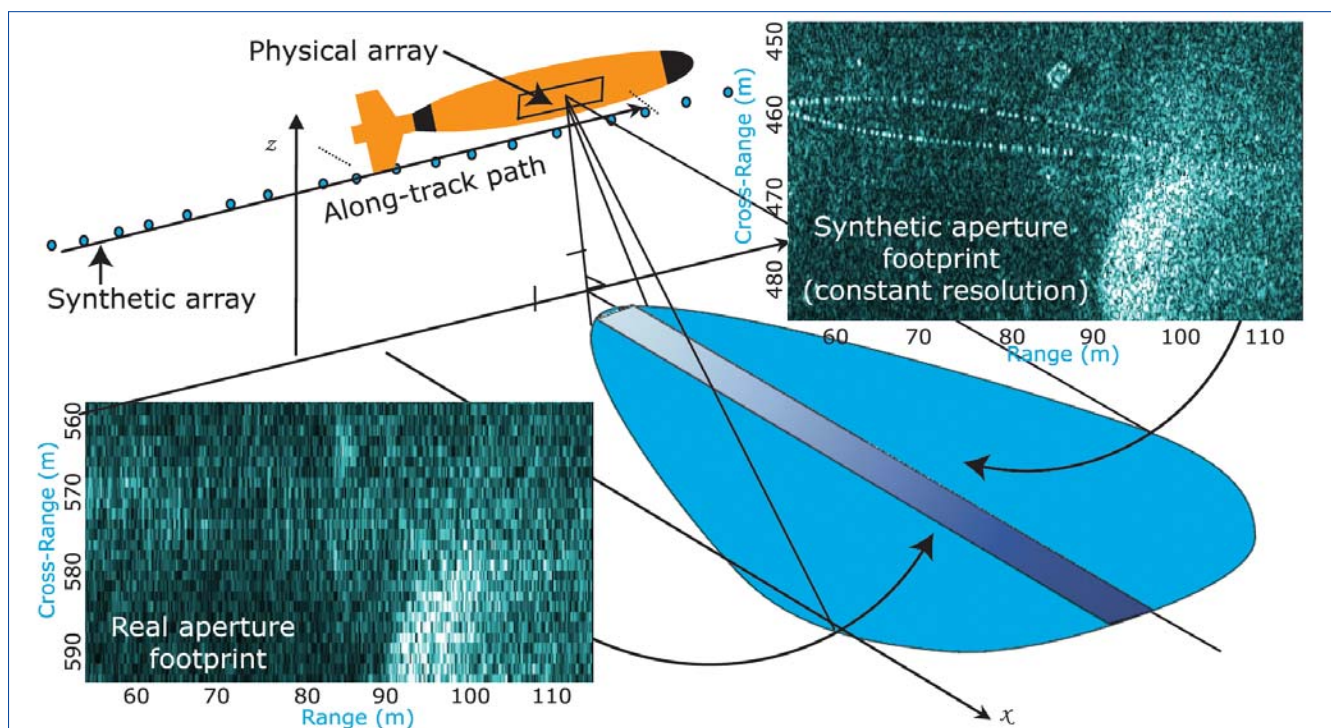 Physical array
z
Along-track path
Synthetic array
450
460
470
480
Cross-Range (m)
Synthetic aperture
footprint
(constant resolution)
60 70 80 90 100 110
Range (m)
560
570
580
590
Cross-Range (m)
Real aperture
footprint
60 70 80 90 100 110
Range (m)
x